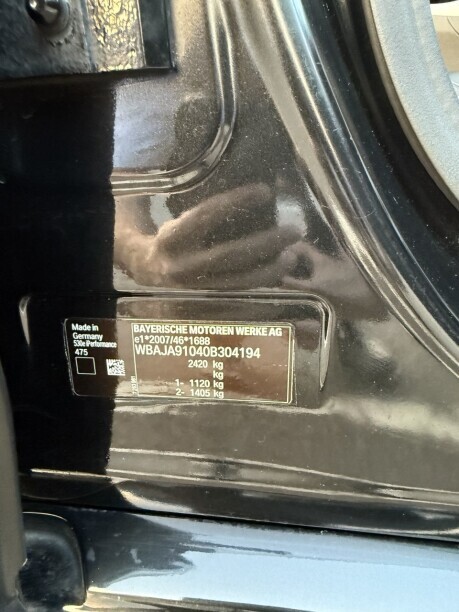 Made in
Germany
530e iPerformance
475
BAYERISCHE MOTOREN WERKE AG
e1*2007/46*1688
WBAJA91040B304194
2420 kg
kg
1- 1120 kg
2- 1405 kg